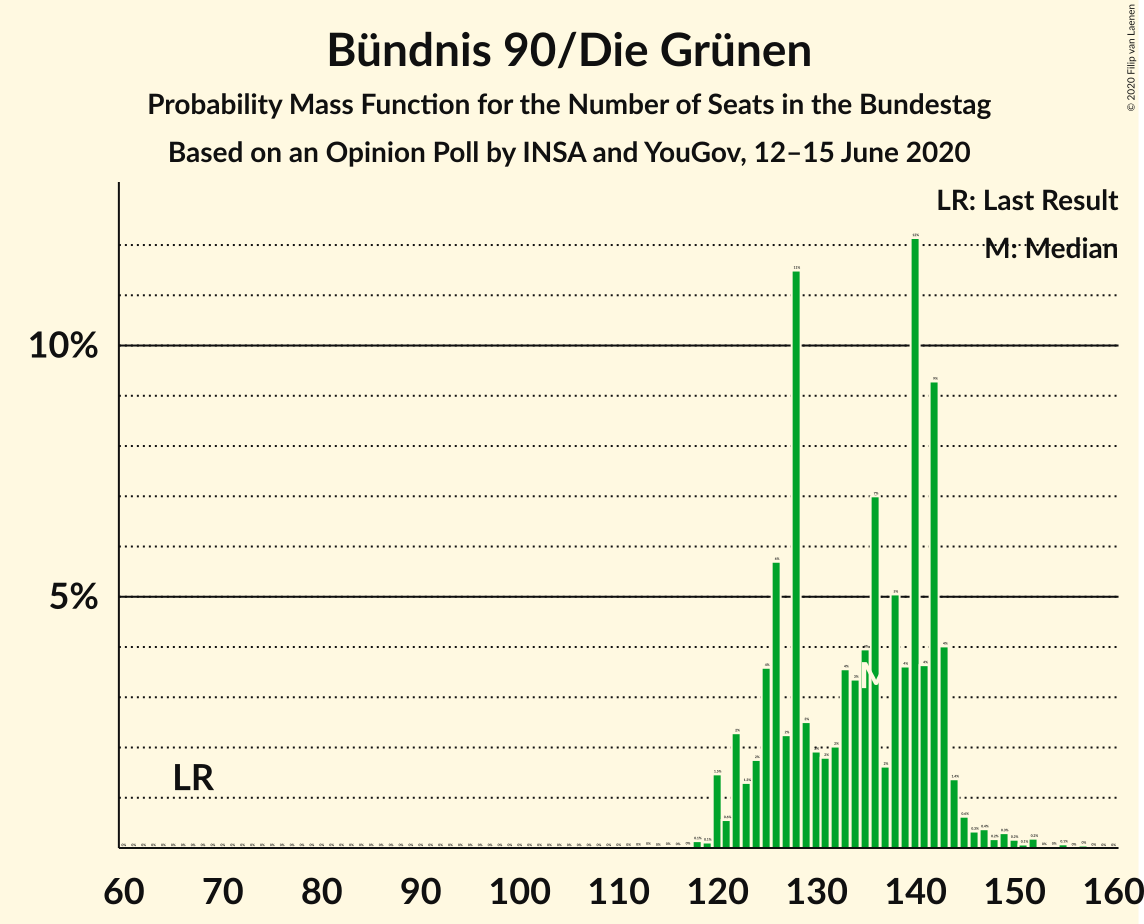 Bündnis 90/Die Grünen
Probability Mass Function for the Number of Seats in the Bundestag
Based on an Opinion Poll by INSA and YouGov, 12–15 June 2020
© 2020 Filip van Laenen
LR: Last Result
M: Median
10%
5%
LR
M
60 70 80 90 100 110 120 130 140 150 160